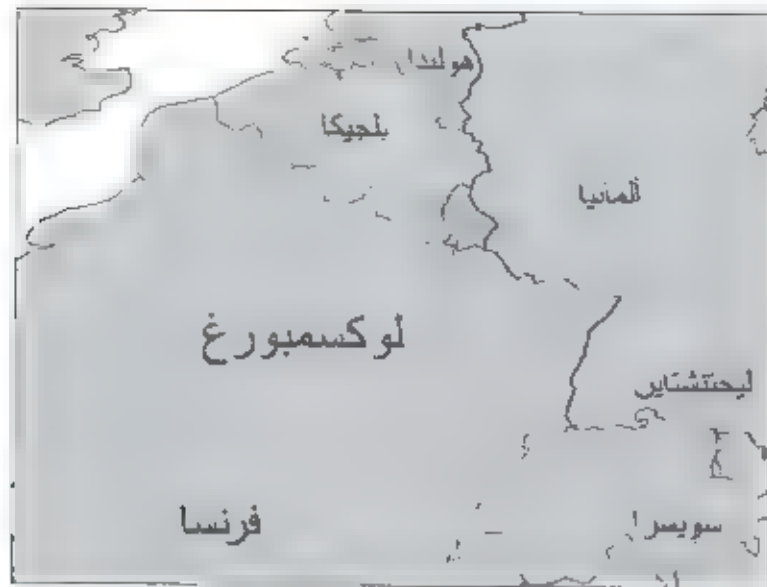 هولندا
بلجيكا
ألمانيا
لوكسمبورغ
ليختنشتاين
فرنسا
سويسرا